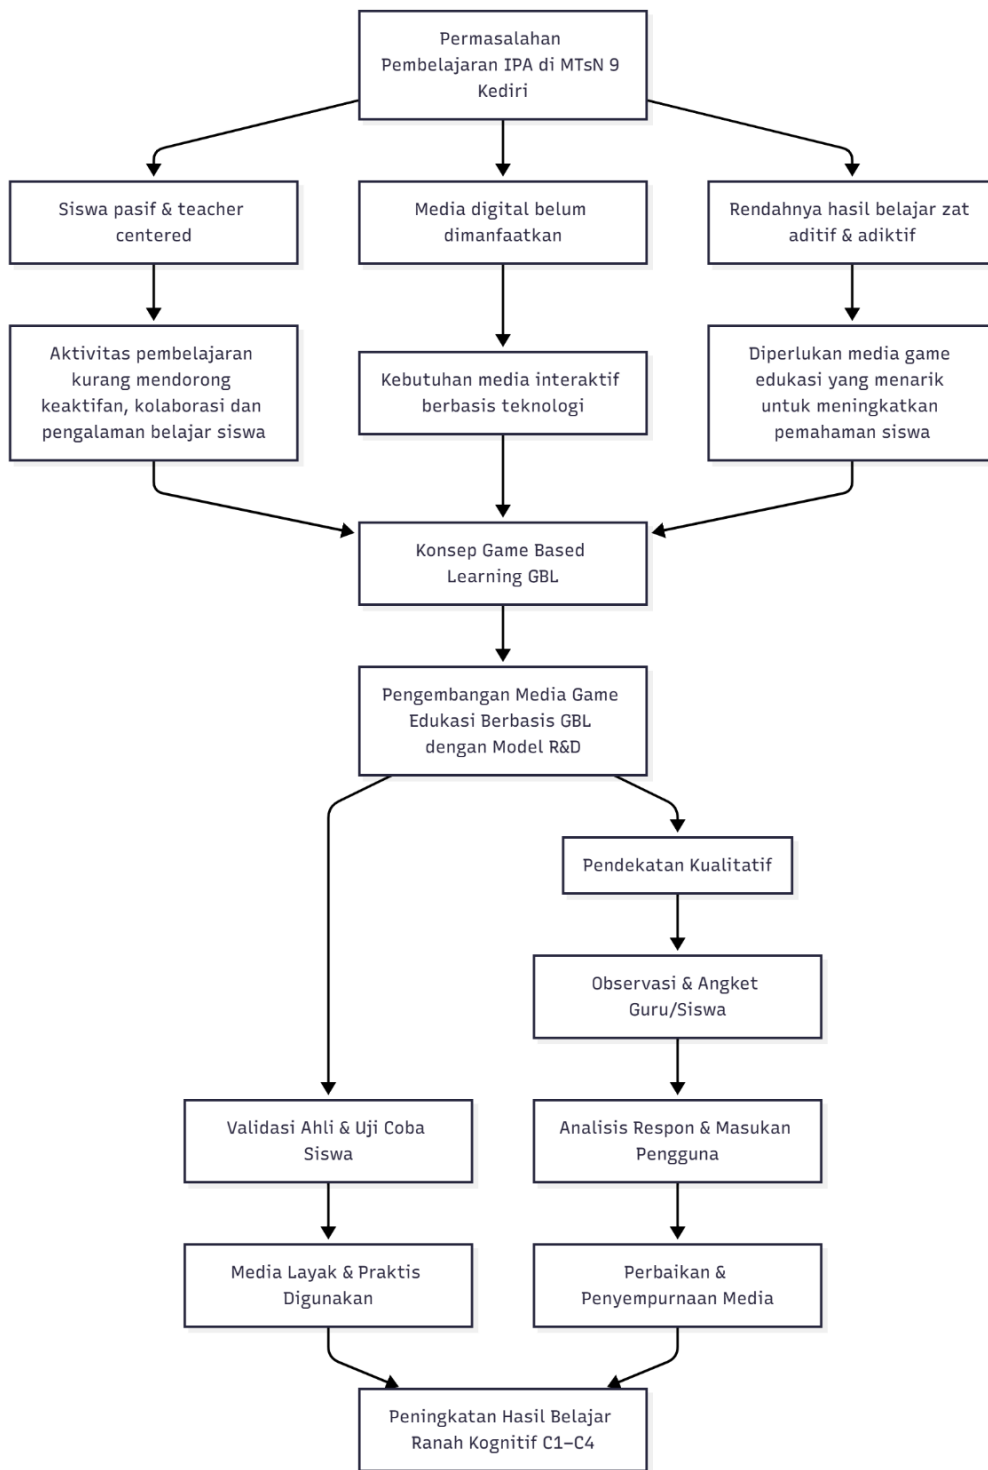 Permasalahan
Pembelajaran IPA di MTsN 9
Kediri
Siswa pasif & teacher
centered
Media digital belum
dimanfaatkan
Rendahnya hasil belajar zat
aditif & adiktif
Aktivitas pembelajaran
kurang mendorong
keaktifan, kolaborasi dan
pengalaman belajar siswa
Kebutuhan media interaktif
berbasis teknologi
Diperlukan media game
edukasi yang menarik
untuk meningkatkan
pemahaman siswa
Konsep Game Based
Learning GBL
Pengembangan Media Game
Edukasi Berbasis GBL
dengan Model R&D
Pendekatan Kualitatif
Observasi & Angket
Guru/Siswa
Validasi Ahli & Uji Coba
Siswa
Analisis Respon & Masukan
Pengguna
Media Layak & Praktis
Digunakan
Perbaikan &
Penyempurnaan Media
Peningkatan Hasil Belajar
Ranah Kognitif C1–C4